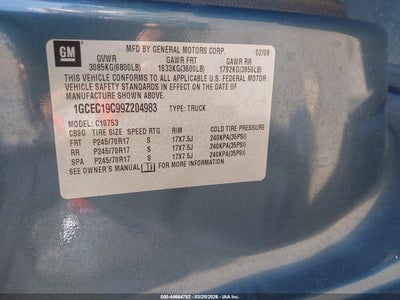 GM
MFD BY GENERAL MOTORS CORP. 02/09
GVWR GAWR FRT GAWR RR
3085KG(6800LB) 1633KG(3600LB) 1792KG(3950LB)
THIS VEHICLE CONFORMS TO ALL APPLICABLE U.S. FEDERAL MOTOR
VEHICLE SAFETY STANDARDS IN EFFECT ON THE DATE OF
MANUFACTURE SHOWN ABOVE.
1GCEC19C99Z204983 TYPE: TRUCK
MODEL: C10753
TIRE SIZE SPEED RTG RIM COLD TIRE PRESSURE
FRT P245/70R17 S 17X7.5J 240KPA(35PSI)
RR P245/70R17 S 17X7.5J 240KPA(35PSI)
SPA P245/70R17 S 17X7.5J 240KPA(35PSI)
SEE OWNER'S MANUAL FOR MORE INFORMATION.
000-44664782 - 03/20/2026 - IAAI.COM